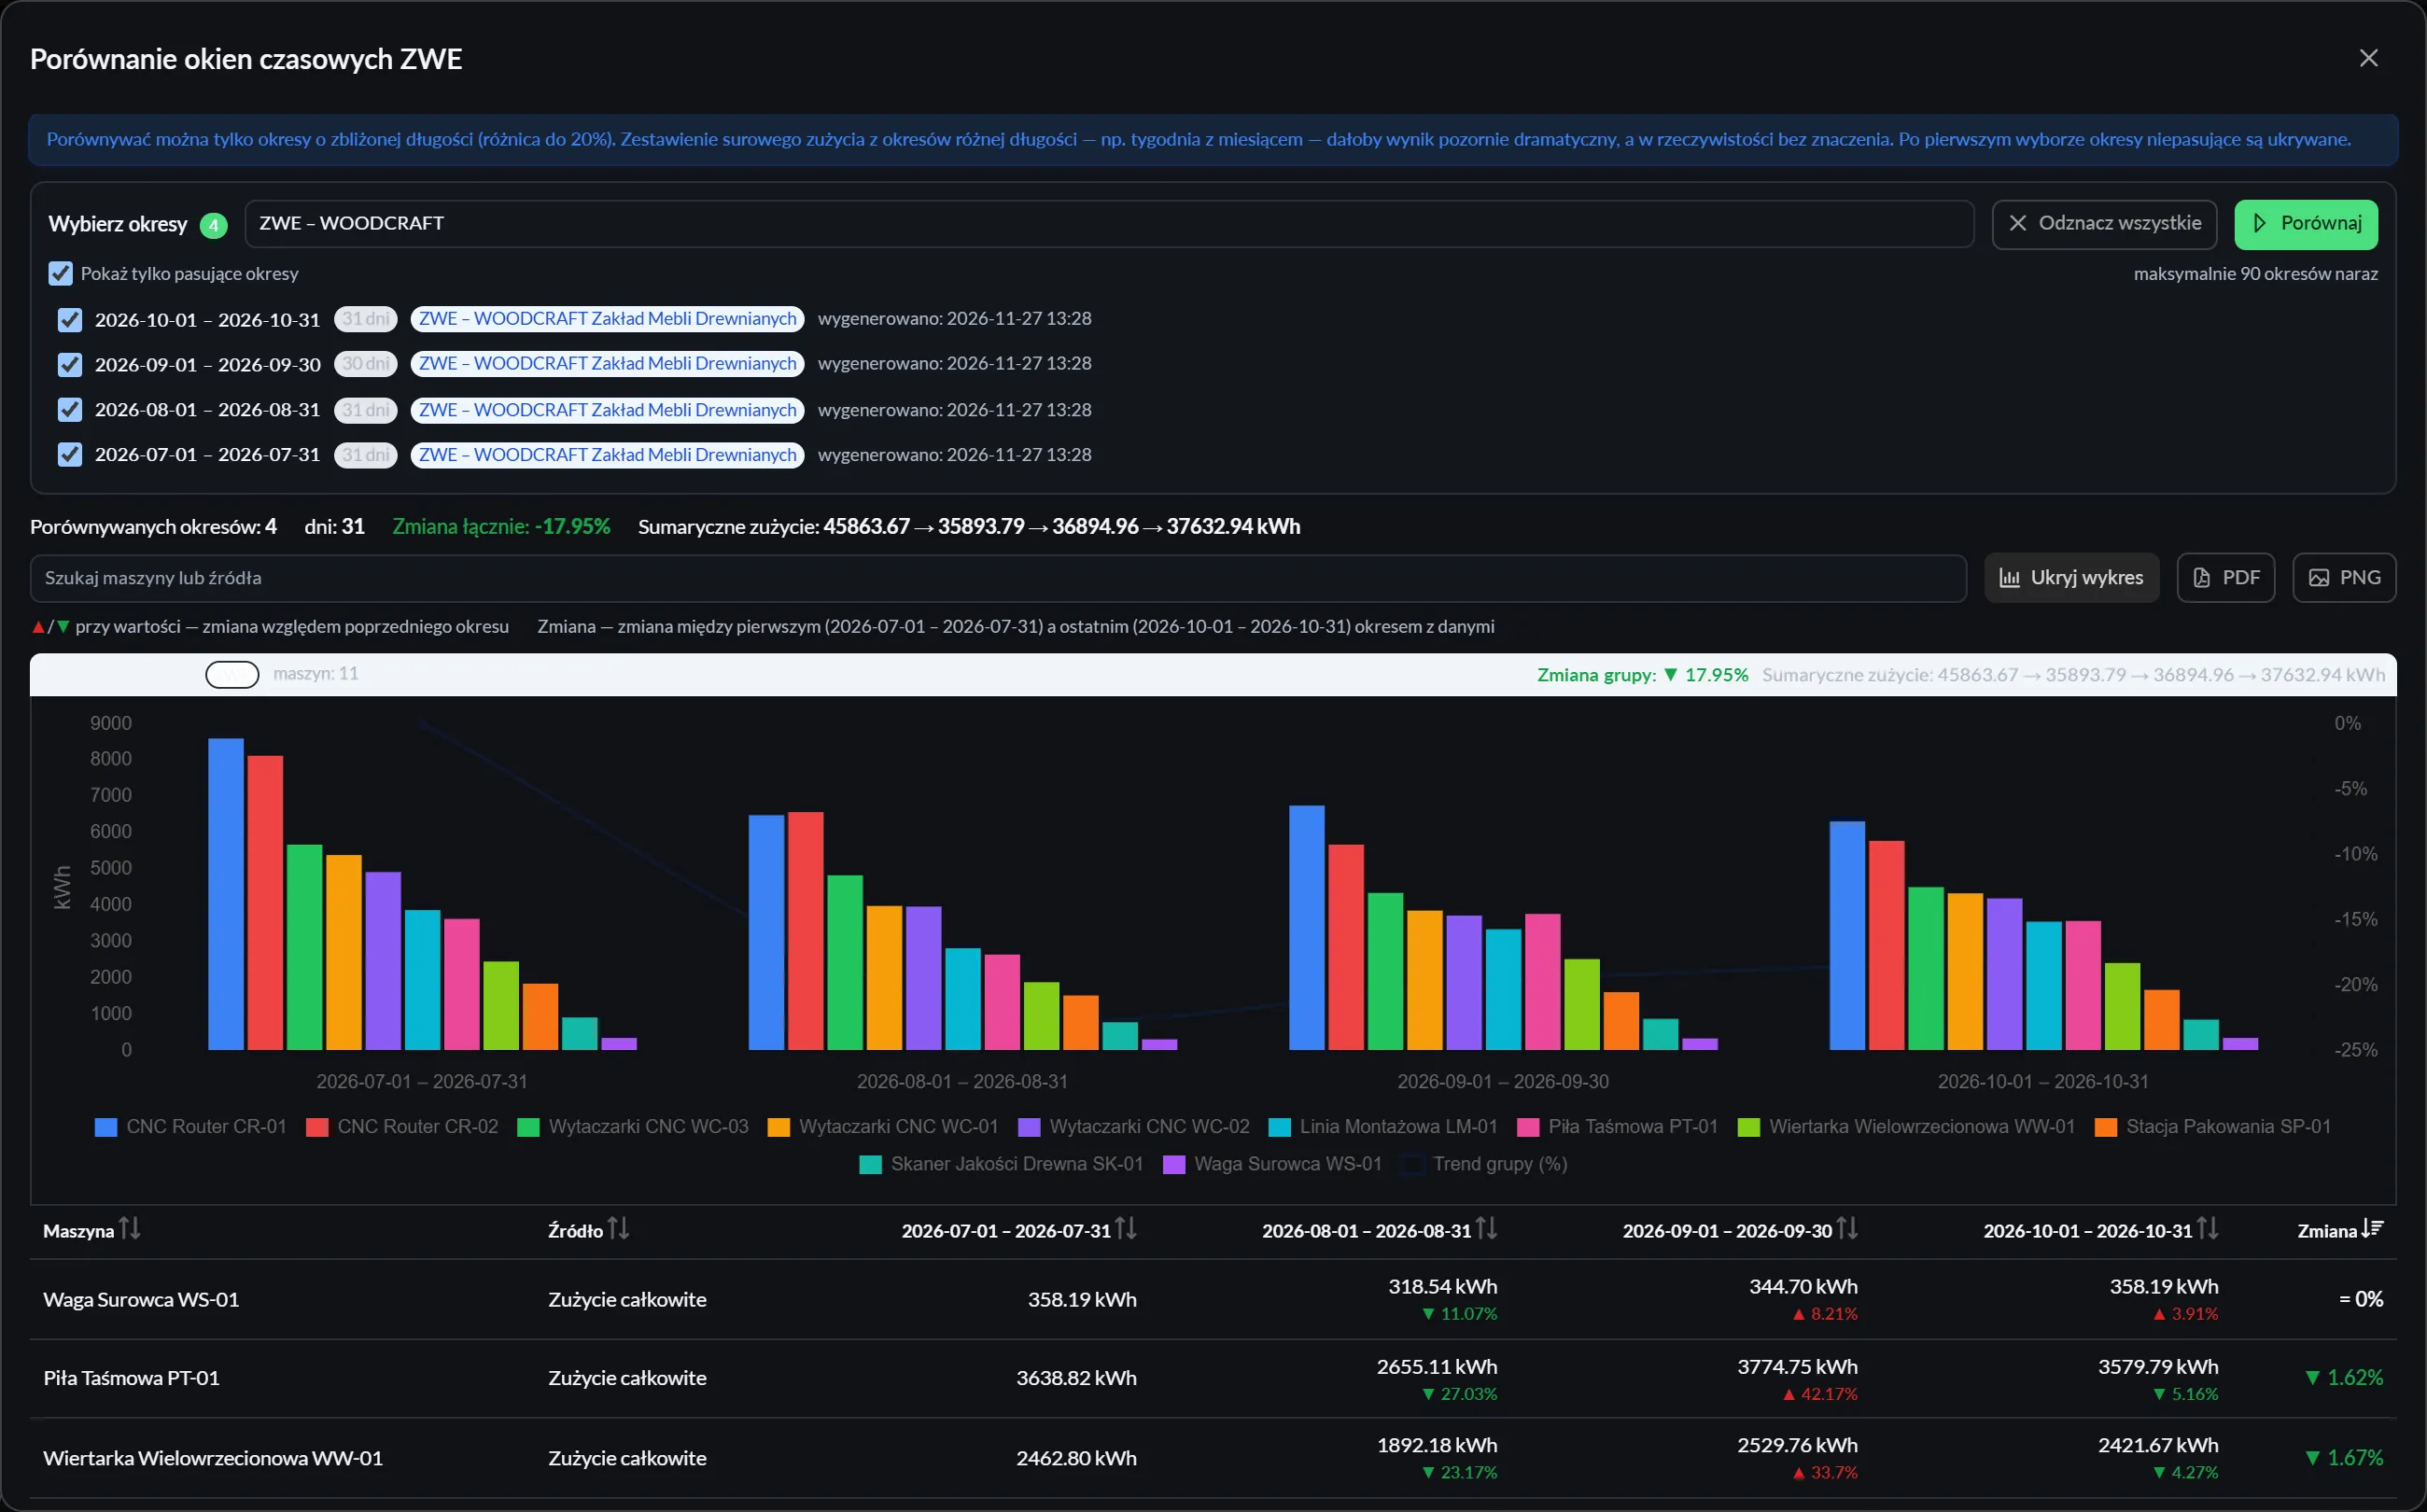 Porównanie okien czasowych ZWE
Porównywać można tylko okresy o zbliżonej długości (różnica do 20%). Zestawienie surowego zużycia z okresów różnej długości — np. tygodnia z miesiącem — dałoby wynik pozornie dramatyczny, a w rzeczywistości bez znaczenia. Po pierwszym wyborze okresy niepasujące są ukrywane.
Wybierz okresy 4 ZWE – WOODCRAFT Odznacz wszystkie Porównaj
Pokaż tylko pasujące okresy maksymalnie 90 okresów naraz
2026-10-01 – 2026-10-31 31 dni ZWE – WOODCRAFT Zakład Mebli Drewnianych wygenerowano: 2026-11-27 13:28
2026-09-01 – 2026-09-30 30 dni ZWE – WOODCRAFT Zakład Mebli Drewnianych wygenerowano: 2026-11-27 13:28
2026-08-01 – 2026-08-31 31 dni ZWE – WOODCRAFT Zakład Mebli Drewnianych wygenerowano: 2026-11-27 13:28
2026-07-01 – 2026-07-31 31 dni ZWE – WOODCRAFT Zakład Mebli Drewnianych wygenerowano: 2026-11-27 13:28
Porównywanych okresów: 4 dni: 31 Zmiana łącznie: -17.95% Sumaryczne zużycie: 45863.67 → 35893.79 → 36894.96 → 37632.94 kWh
Szukaj maszyny lub źródła Ukryj wykres PDF PNG
▲/▼ przy wartości — zmiana względem poprzedniego okresu Zmiana — zmiana między pierwszym (2026-07-01 – 2026-07-31) a ostatnim (2026-10-01 – 2026-10-31) okresem z danymi
maszyn: 11 Zmiana grupy: ▼ 17.95% Sumaryczne zużycie: 45863.67 → 35893.79 → 36894.96 → 37632.94 kWh
9000 0%
8000
7000 -5%
6000
5000 -10%
kWh
4000
3000 -15%
2000 -20%
1000
0 -25%
2026-07-01 – 2026-07-31 2026-08-01 – 2026-08-31 2026-09-01 – 2026-09-30 2026-10-01 – 2026-10-31
CNC Router CR-01 CNC Router CR-02 Wytaczarki CNC WC-03 Wytaczarki CNC WC-01 Wytaczarki CNC WC-02 Linia Montażowa LM-01 Piła Taśmowa PT-01 Wiertarka Wielowrzecionowa WW-01 Stacja Pakowania SP-01
Skaner Jakości Drewna SK-01 Waga Surowca WS-01 Trend grupy (%)
Maszyna Źródło 2026-07-01 – 2026-07-31 2026-08-01 – 2026-08-31 2026-09-01 – 2026-09-30 2026-10-01 – 2026-10-31 Zmiana
Waga Surowca WS-01 Zużycie całkowite 358.19 kWh 318.54 kWh 344.70 kWh 358.19 kWh = 0%
▼ 11.07% ▲ 8.21% ▲ 3.91%
Piła Taśmowa PT-01 Zużycie całkowite 3638.82 kWh 2655.11 kWh 3774.75 kWh 3579.79 kWh ▼ 1.62%
▼ 27.03% ▲ 42.17% ▼ 5.16%
Wiertarka Wielowrzecionowa WW-01 Zużycie całkowite 2462.80 kWh 1892.18 kWh 2529.76 kWh 2421.67 kWh ▼ 1.67%
▼ 23.17% ▲ 33.7% ▼ 4.27%